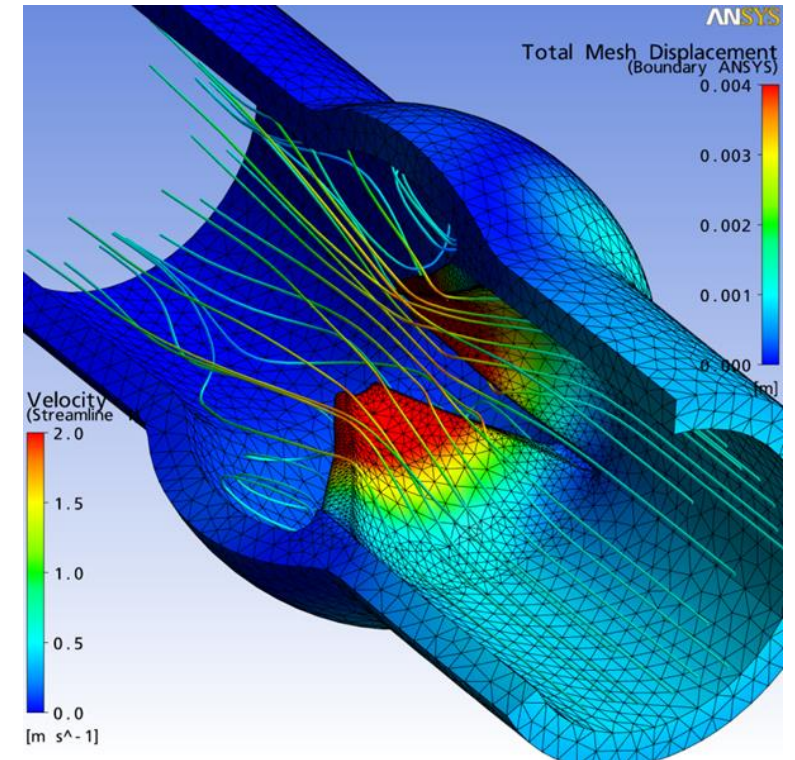 ANSYS
Total Mesh Displacement
(Boundary ANSYS)
0.004
0.003
0.002
0.001
0.000
[m]
Velocity
(Streamline
2.0
1.5
1.0
0.5
0.0
[m s^-1]